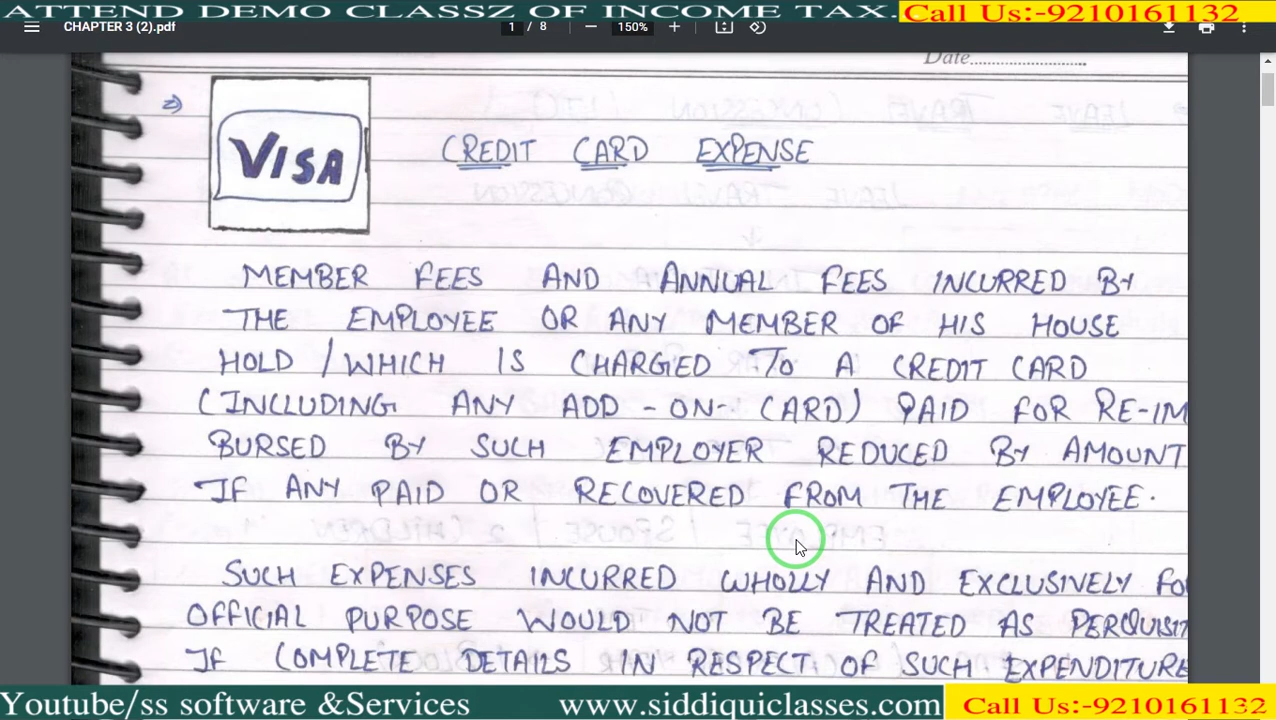 ATTEND DEMO CLASSZ OF INCOME TAX.
Call Us:-9210161132
CHAPTER 3 (2).pdf
1 / 8
150%
Date
VISA
CREDIT CARD EXPENSE
MEMBER FEES AND ANNUAL FEES INCURRED BY
THE EMPLOYEE OR ANY MEMBER OF HIS HOUSE
HOLD / WHICH IS CHARGED TO A CREDIT CARD
(INCLUDING ANY ADD-ON-CARD) PAID FOR RE-IM
BURSED BY SUCH EMPLOYER REDUCED BY AMOUNT
IF ANY PAID OR RECOVERED FROM THE EMPLOYEE.
SUCH EXPENSES INCURRED WHOLLY AND EXCLUSIVELY FO
OFFICIAL PURPOSE WOULD NOT BE TREATED AS PERQUISIT
IF COMPLETE DETAILS IN RESPECT OF SUCH EXPENDITURE
Youtube/ss software &Services
www.siddiquiclasses.com
Call Us:-9210161132